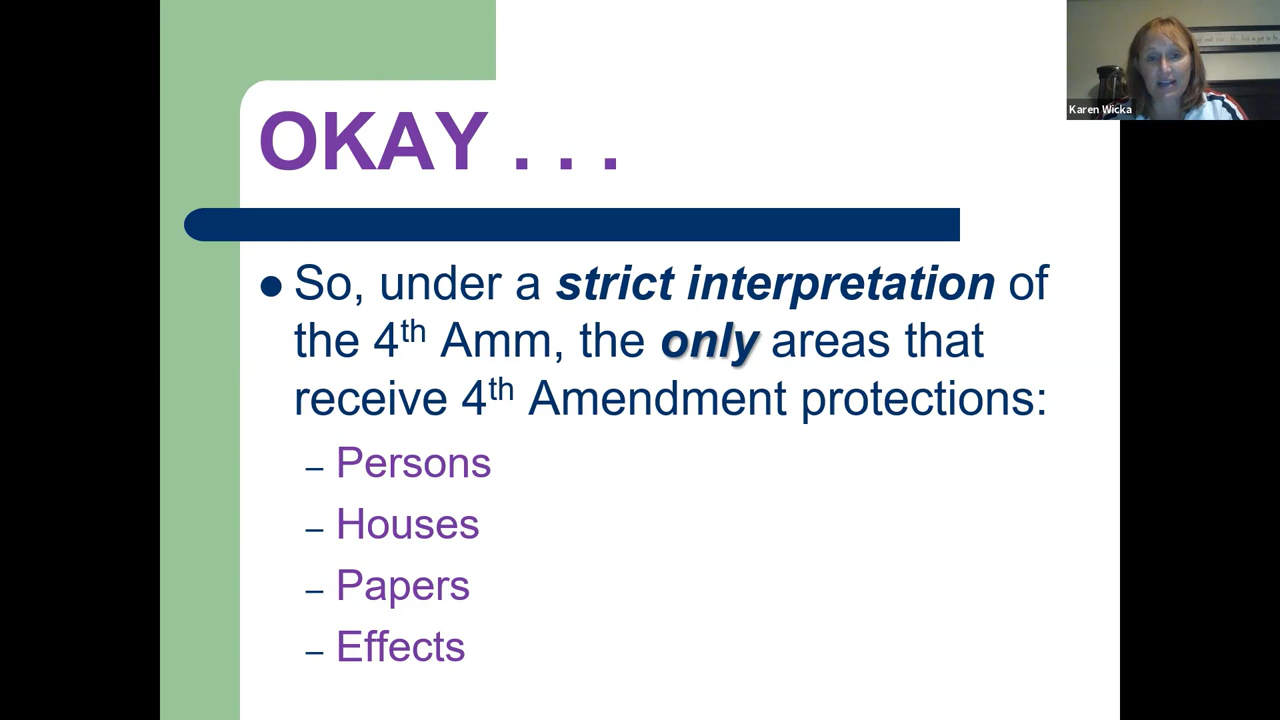 OKAY . . .
● So, under a strict interpretation of
the 4th Amm, the only areas that
receive 4th Amendment protections:
– Persons
– Houses
– Papers
– Effects
Karen Wicka